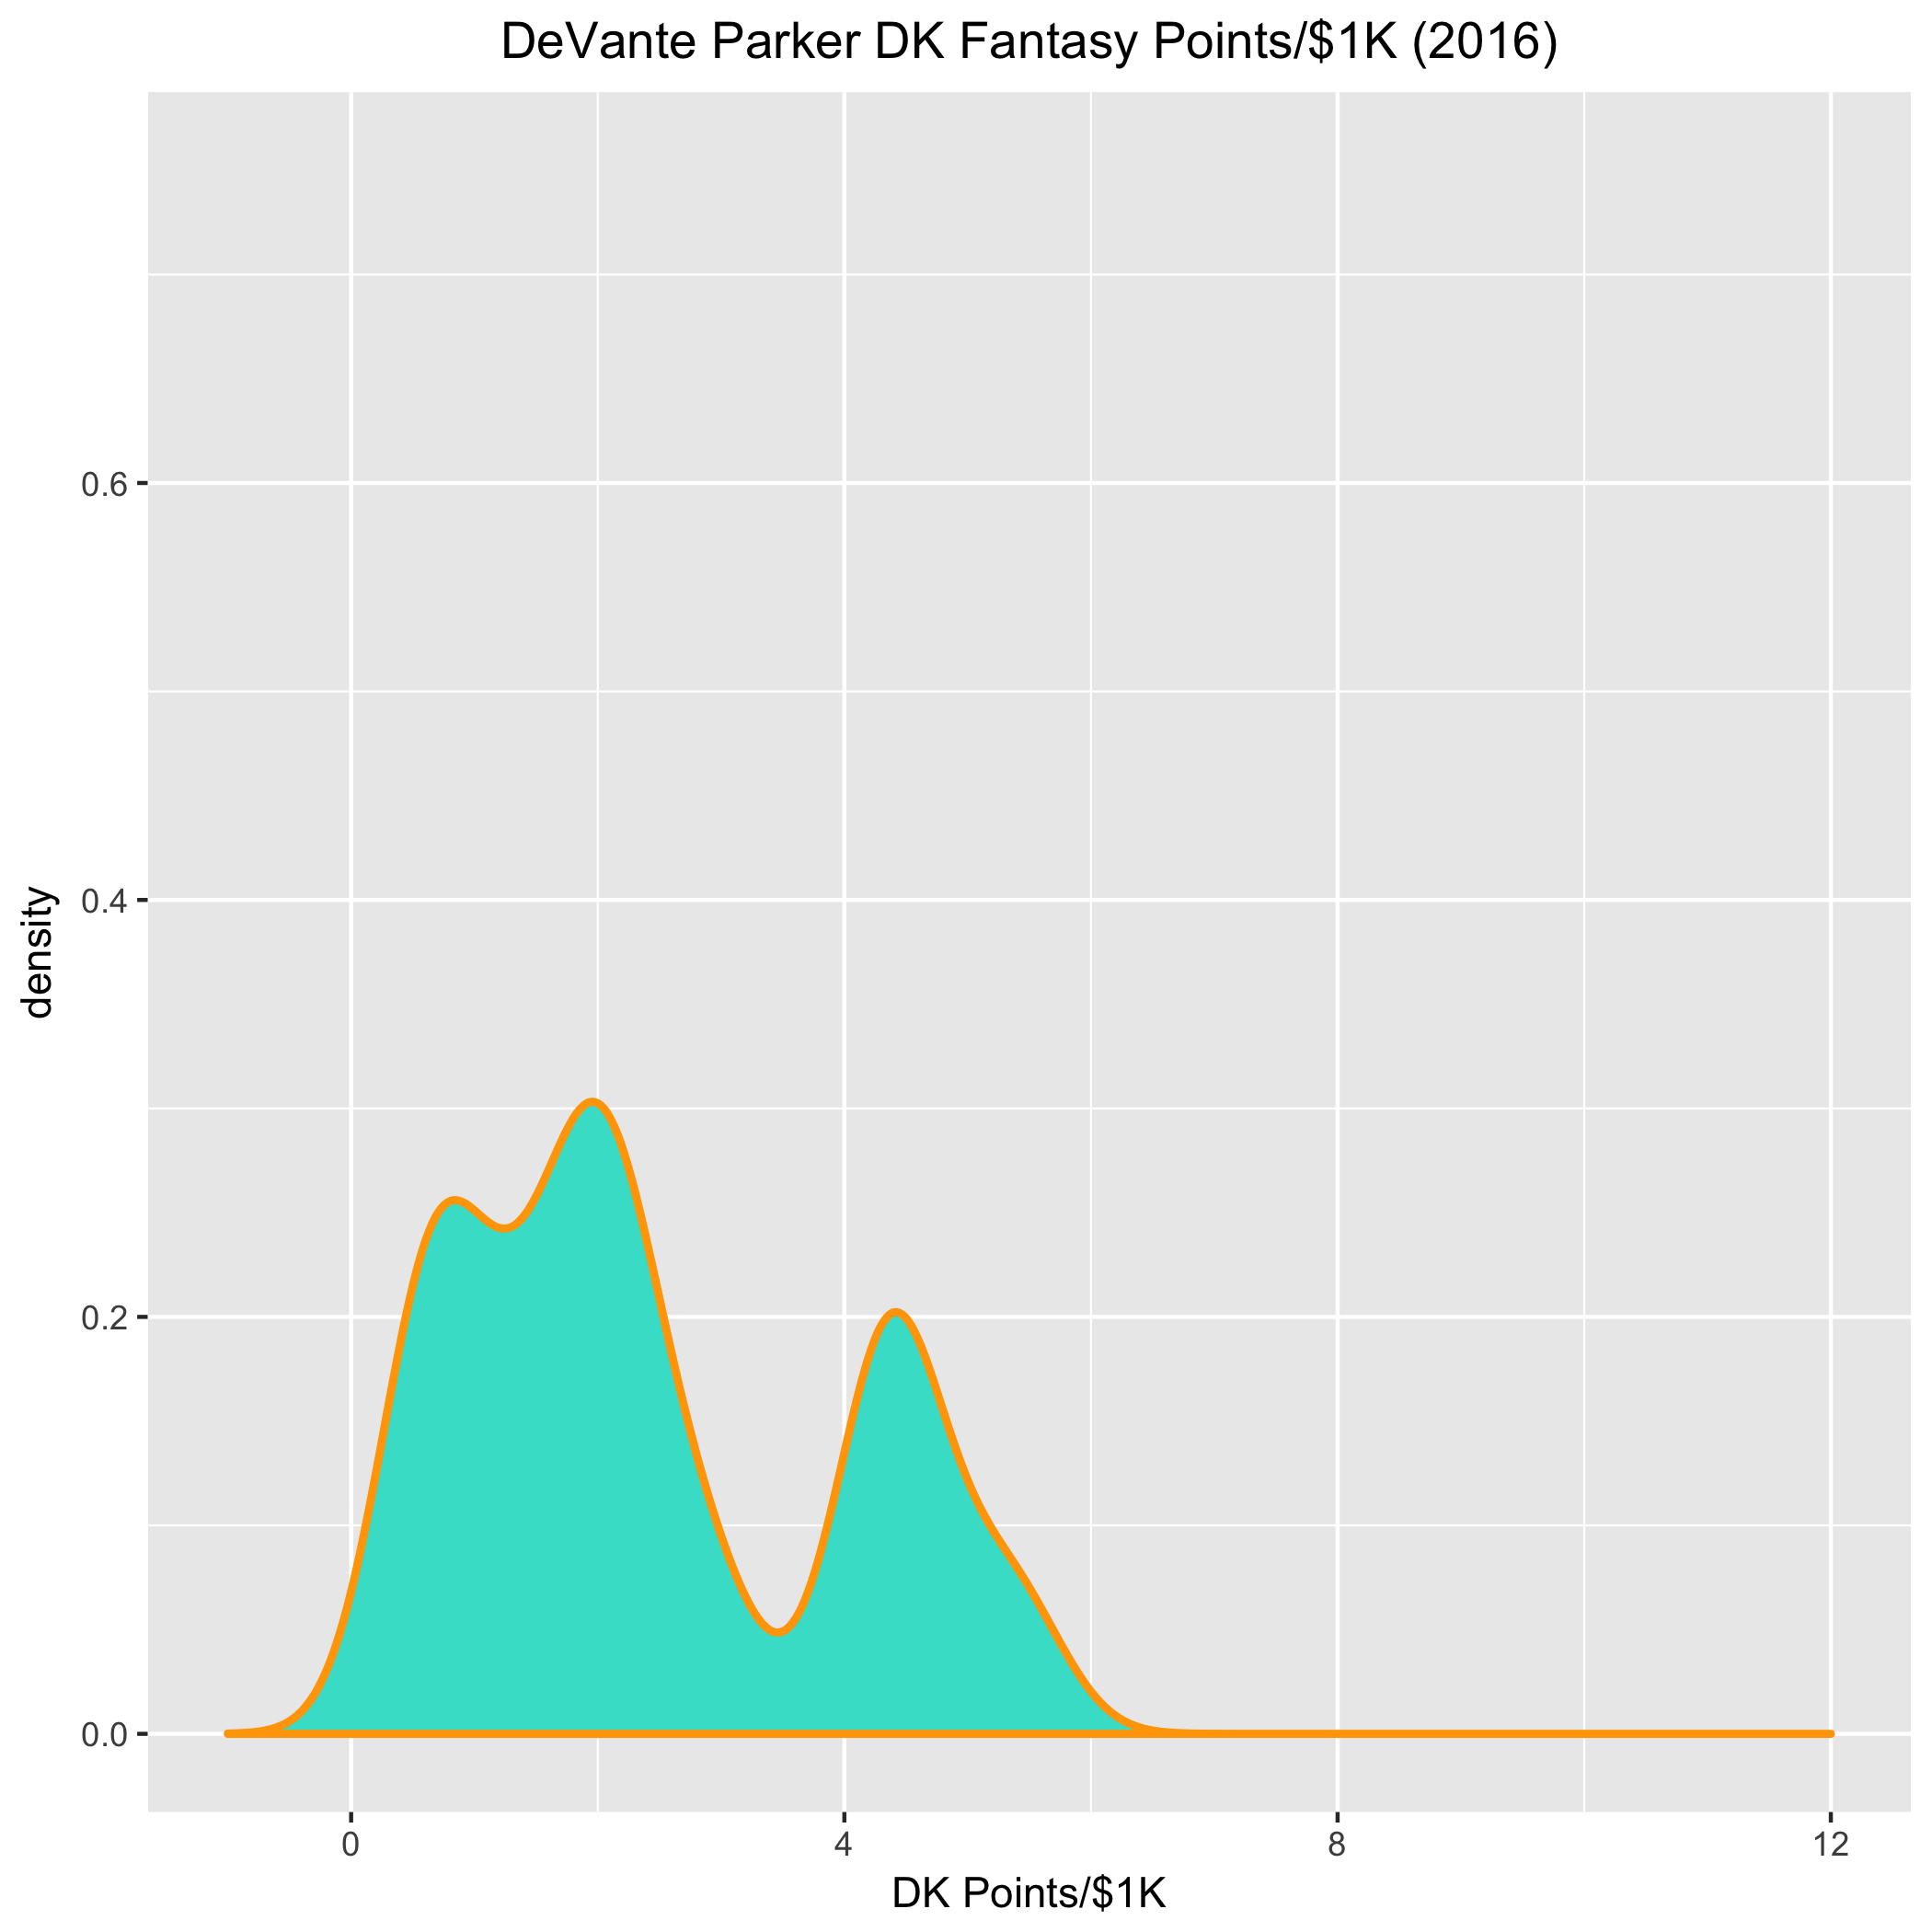 DeVante Parker DK Fantasy Points/$1K (2016)
density
0.6
0.4
0.2
0.0
0 4 8 12
DK Points/$1K